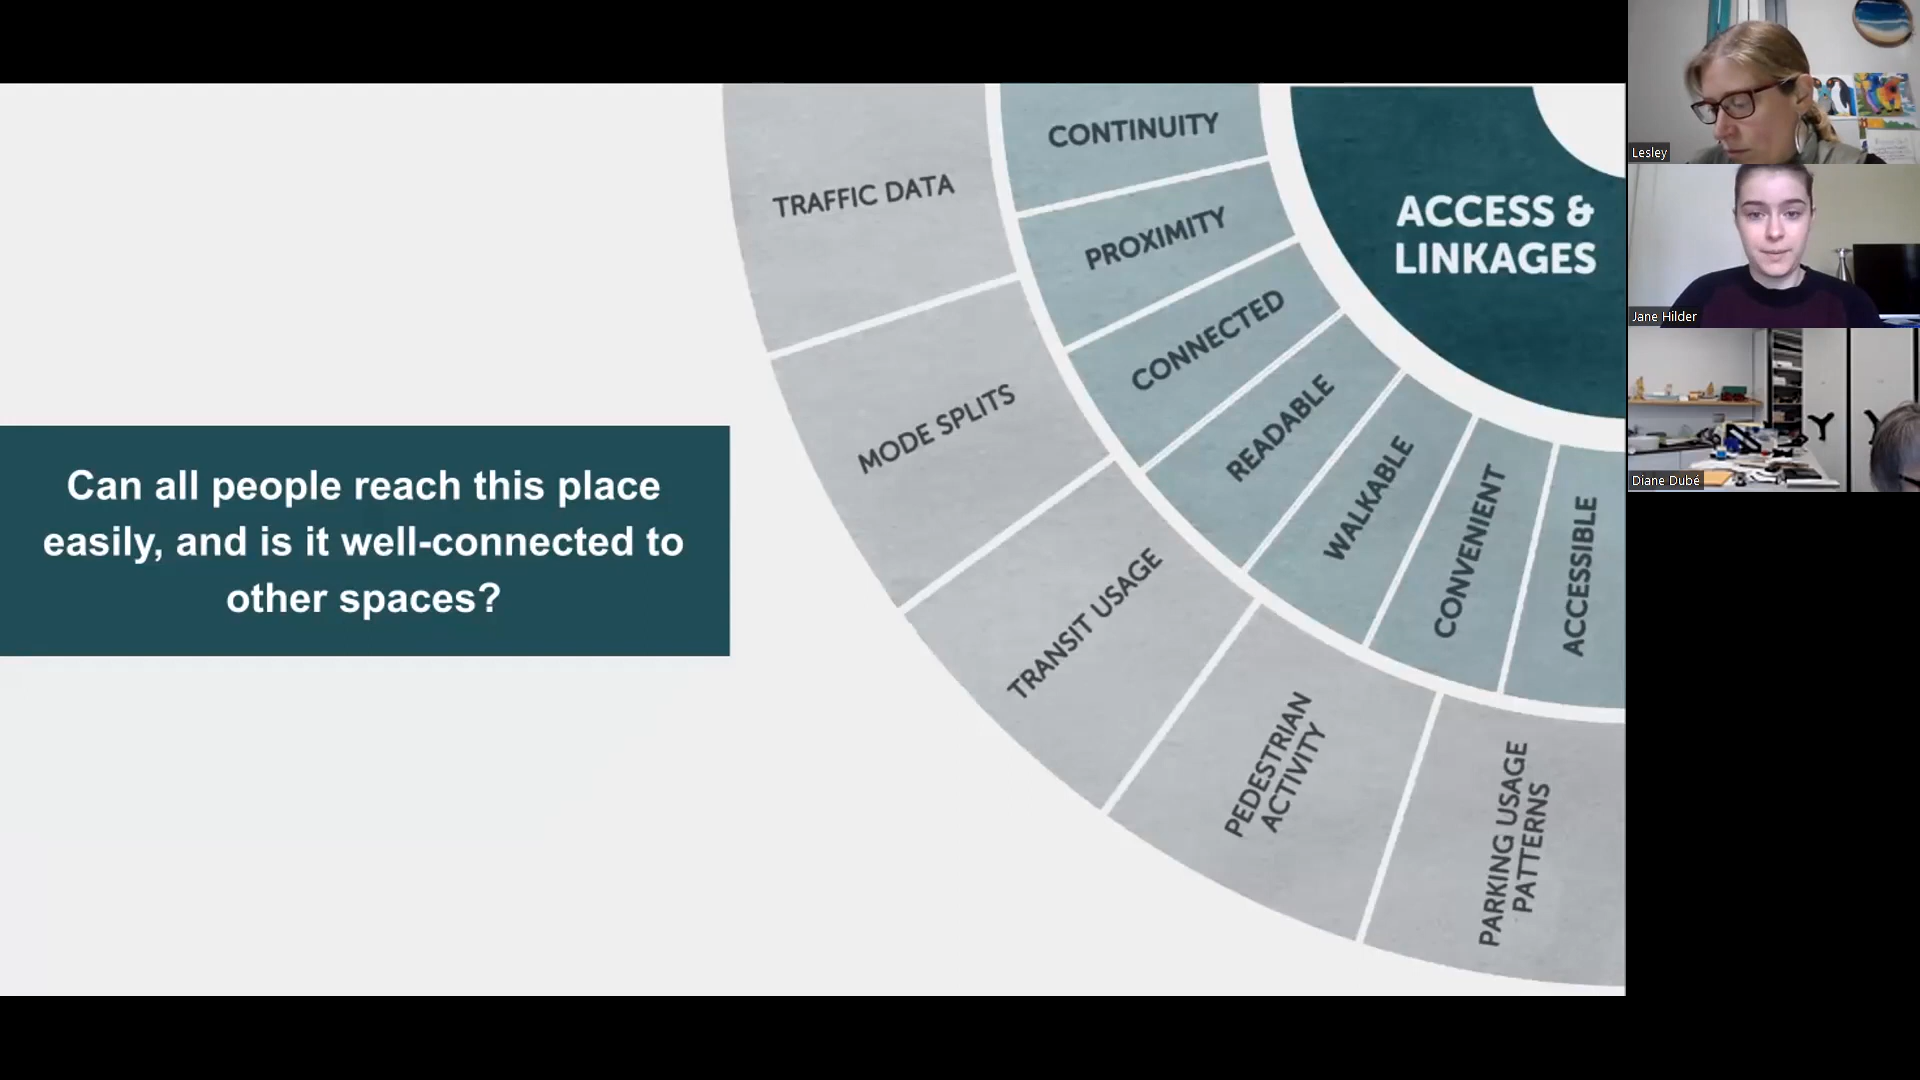 Can all people reach this place
easily, and is it well-connected to
other spaces?
ACCESS &
LINKAGES
CONTINUITY
PROXIMITY
CONNECTED
READABLE
WALKABLE
CONVENIENT
ACCESSIBLE
TRAFFIC DATA
MODE SPLITS
TRANSIT USAGE
PEDESTRIAN
ACTIVITY
PARKING USAGE
PATTERNS
Lesley
Jane Hilder
Diane Dubé